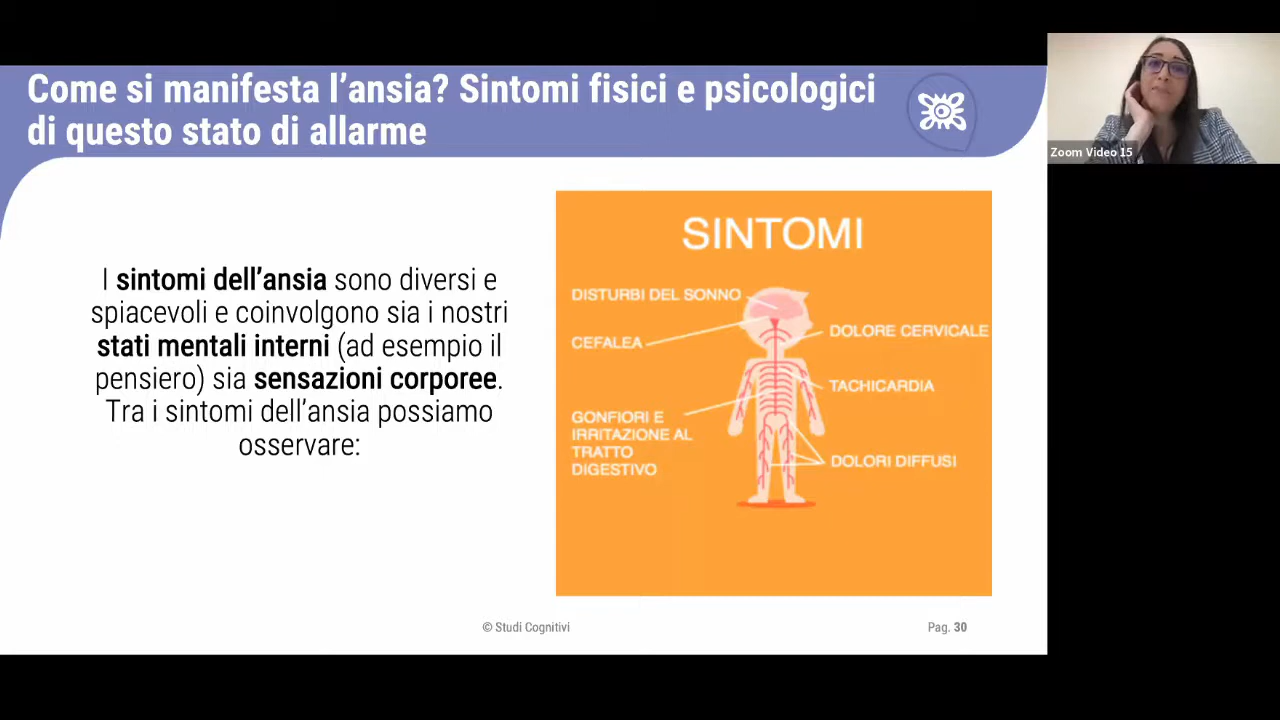 Come si manifesta l’ansia? Sintomi fisici e psicologici
di questo stato di allarme
Zoom Video 15
I sintomi dell’ansia sono diversi e
spiacevoli e coinvolgono sia i nostri
stati mentali interni (ad esempio il
pensiero) sia sensazioni corporee.
Tra i sintomi dell’ansia possiamo
osservare:
SINTOMI
DISTURBI DEL SONNO
CEFALEA
GONFIORI E
IRRITAZIONE AL
TRATTO
DIGESTIVO
DOLORE CERVICALE
TACHICARDIA
DOLORI DIFFUSI
© Studi Cognitivi
Pag. 30